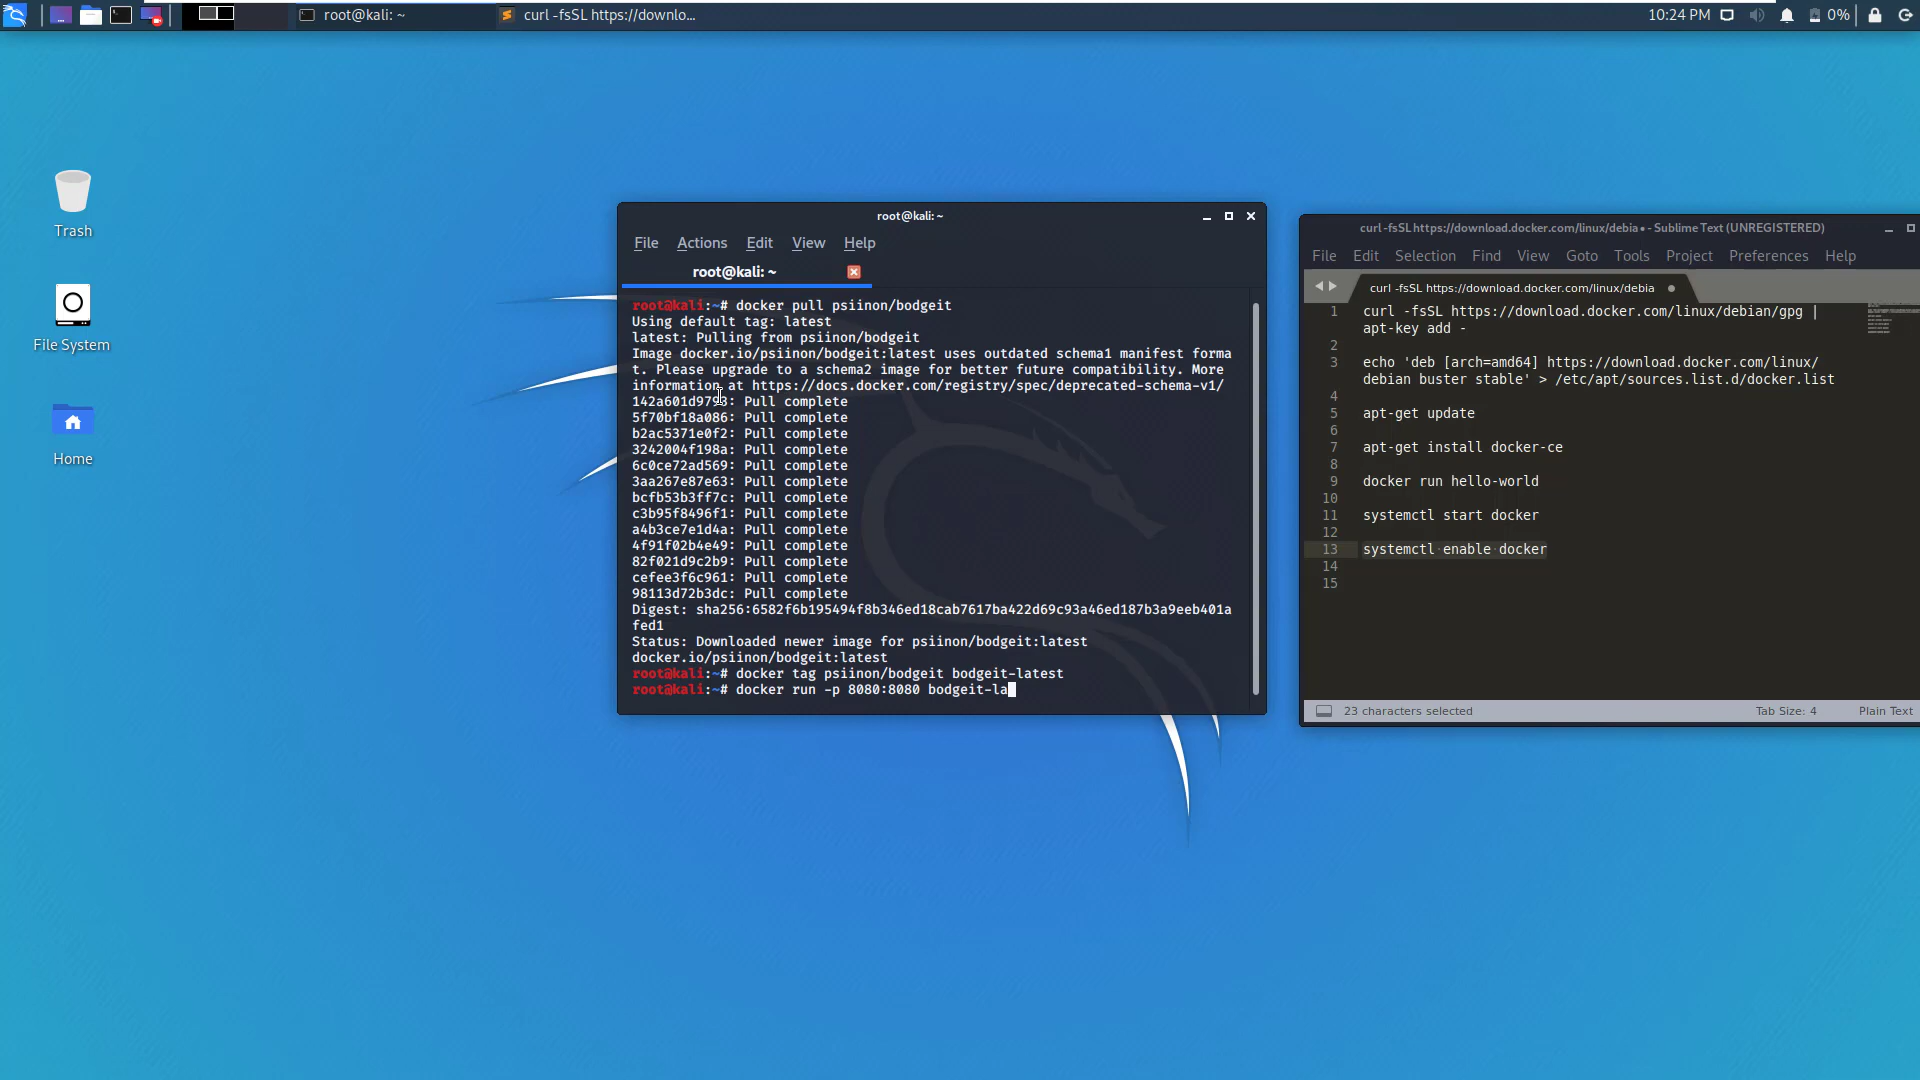 root@kali: ~
curl -fsSL https://downlo...
10:24 PM
0%
Trash
File System
Home
root@kali: ~
File Actions Edit View Help
root@kali: ~
root@kali:~# docker pull psiinon/bodgeit
Using default tag: latest
latest: Pulling from psiinon/bodgeit
Image docker.io/psiinon/bodgeit:latest uses outdated schema1 manifest forma
t. Please upgrade to a schema2 image for better future compatibility. More
information at https://docs.docker.com/registry/spec/deprecated-schema-v1/
142a601d9793: Pull complete
5f70bf18a086: Pull complete
b2ac5371e0f2: Pull complete
3242004f198a: Pull complete
6c0ce72ad569: Pull complete
3aa267e87e63: Pull complete
bcfb53b3ff7c: Pull complete
c3b95f8496f1: Pull complete
a4b3ce7e1d4a: Pull complete
4f91f02b4e49: Pull complete
82f021d9c2b9: Pull complete
cefee3f6c961: Pull complete
98113d72b3dc: Pull complete
Digest: sha256:6582f6b195494f8b346ed18cab7617ba422d69c93a46ed187b3a9eeb401a
fed1
Status: Downloaded newer image for psiinon/bodgeit:latest
docker.io/psiinon/bodgeit:latest
root@kali:~# docker tag psiinon/bodgeit bodgeit-latest
root@kali:~# docker run -p 8080:8080 bodgeit-la
curl -fsSL https://download.docker.com/linux/debia • - Sublime Text (UNREGISTERED)
File Edit Selection Find View Goto Tools Project Preferences Help
curl -fsSL https://download.docker.com/linux/debia
1 curl -fsSL https://download.docker.com/linux/debian/gpg |
apt-key add -
2
3 echo 'deb [arch=amd64] https://download.docker.com/linux/
debian buster stable' > /etc/apt/sources.list.d/docker.list
4
5 apt-get update
6
7 apt-get install docker-ce
8
9 docker run hello-world
10
11 systemctl start docker
12
13 systemctl enable docker
14
15
23 characters selected
Tab Size: 4
Plain Text